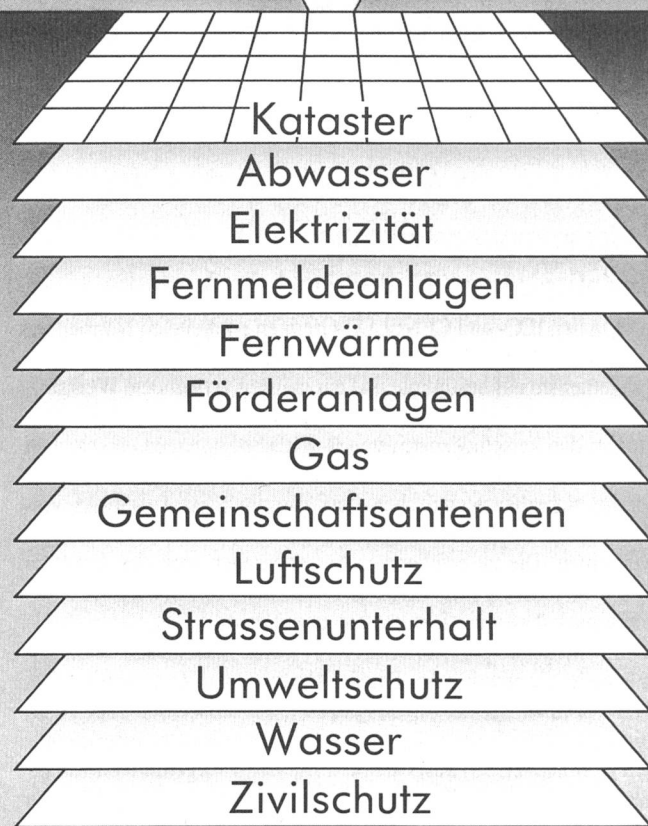 Kataster
Abwasser
Elektrizität
Fernmeldeanlagen
Fernwärme
Förderanlagen
Gas
Gemeinschaftsantennen
Luftschutz
Strassenunterhalt
Umweltschutz
Wasser
Zivilschutz